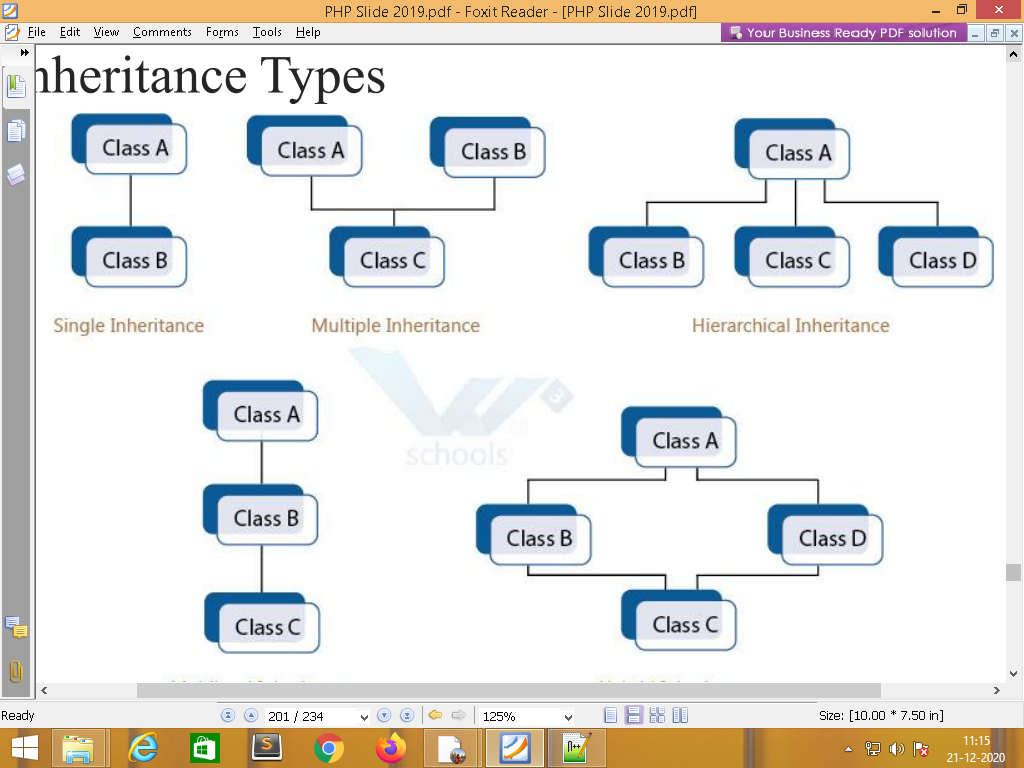 PHP Slide 2019.pdf - Foxit Reader - [PHP Slide 2019.pdf]
File Edit View Comments Forms Tools Help
Your Business Ready PDF solution
nheritance Types
Class A
Class B
Single Inheritance
Class A
Class B
Class C
Multiple Inheritance
Class A
Class B
Class C
Class D
Hierarchical Inheritance
schools
Class A
Class B
Class C
Class A
Class B
Class D
Class C
Ready
201 / 234
125%
Size: [10.00 * 7.50 in]
11:15
21-12-2020